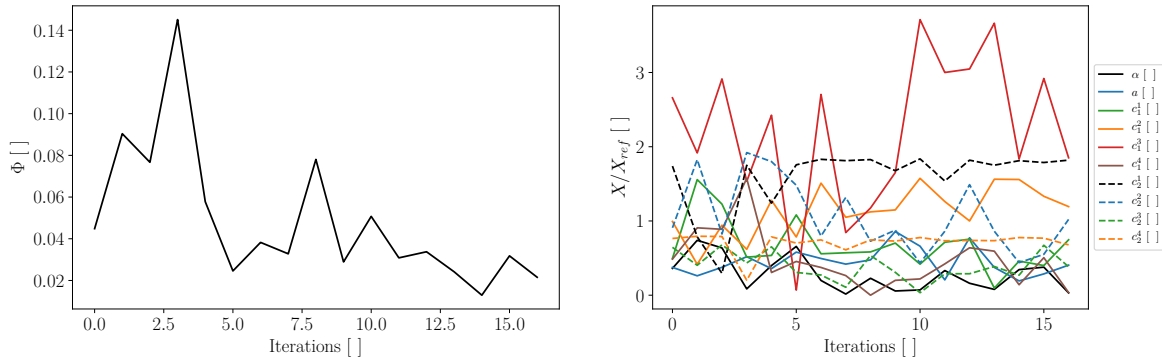 Φ [ ]
0.14
0.12
0.10
0.08
0.06
0.04
0.02
0.0 2.5 5.0 7.5 10.0 12.5 15.0
Iterations [ ]
X/X_ref [ ]
3
2
1
0
0 5 10 15
Iterations [ ]
α [ ]
a [ ]
c_1^1 [ ]
c_1^2 [ ]
c_1^3 [ ]
c_1^4 [ ]
c_2^1 [ ]
c_2^2 [ ]
c_2^3 [ ]
c_2^4 [ ]